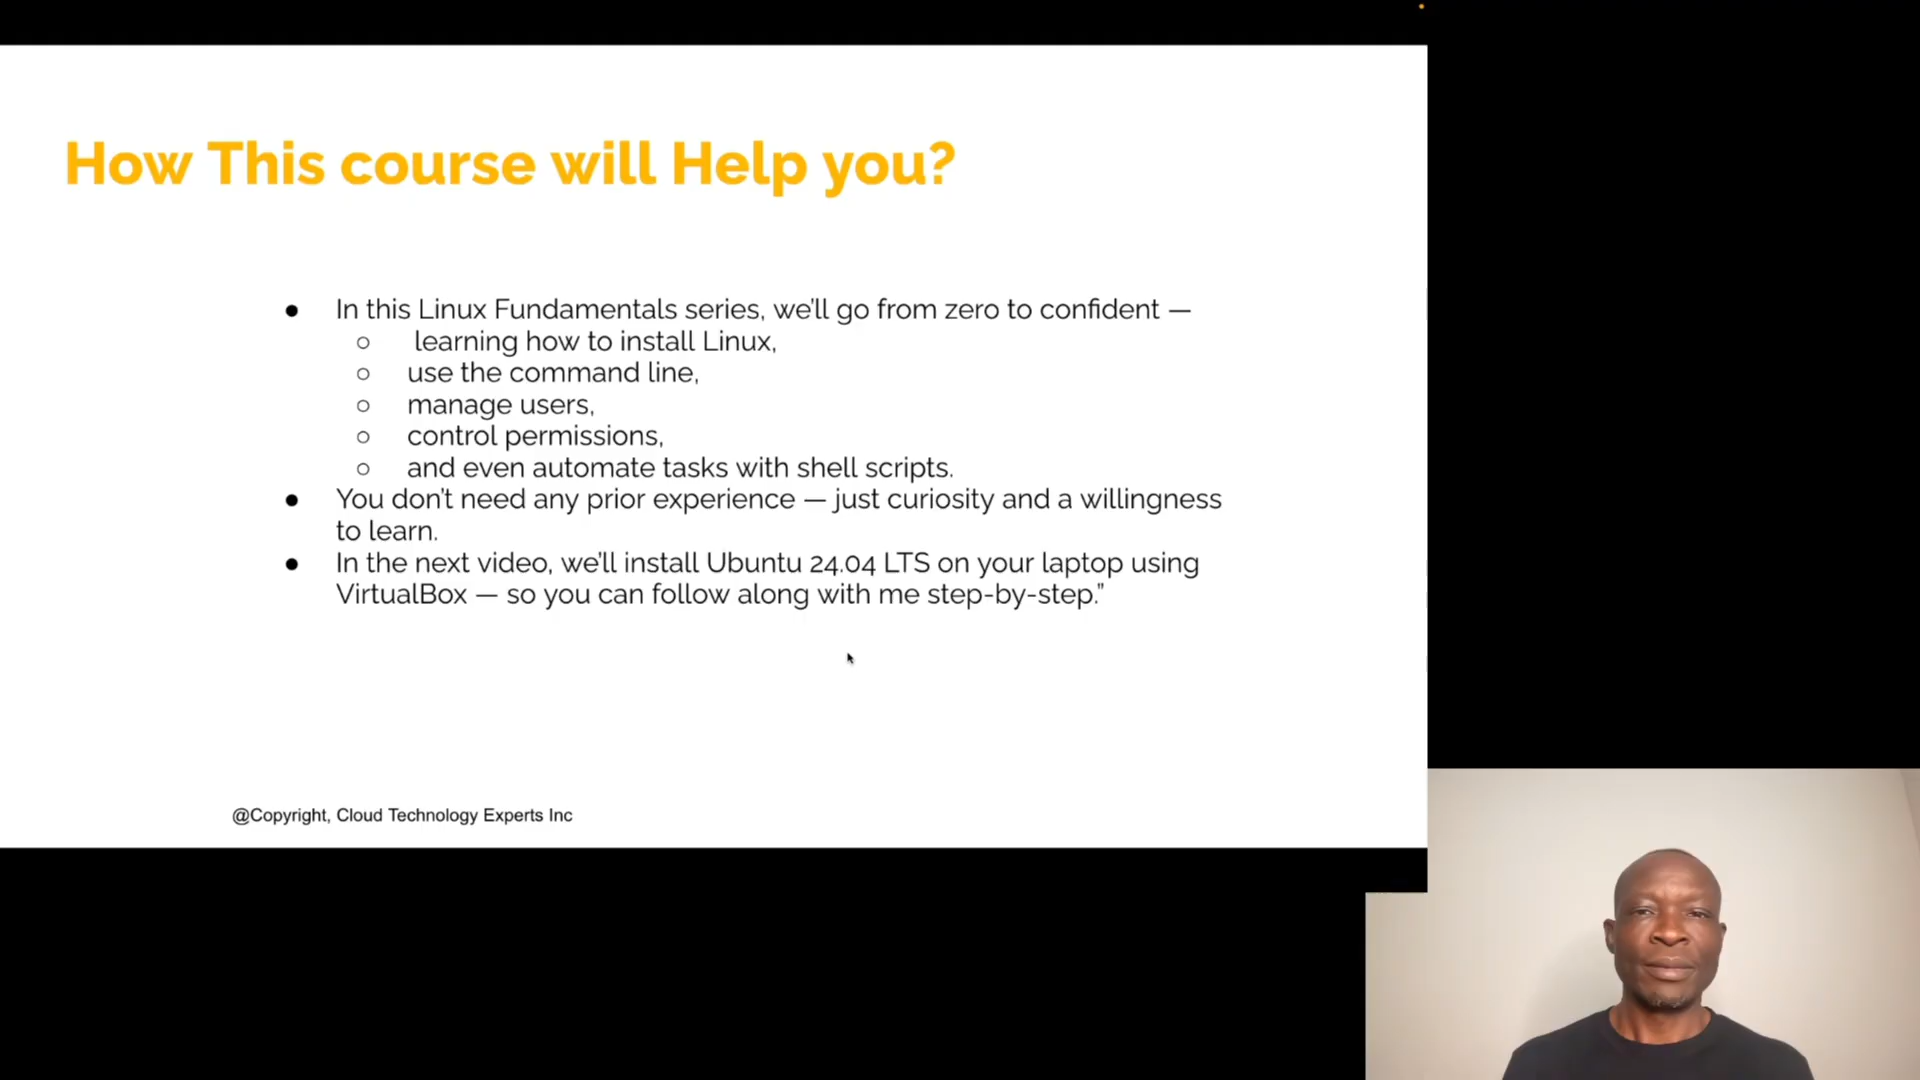 How This course will Help you?
● In this Linux Fundamentals series, we'll go from zero to confident —
○ learning how to install Linux,
○ use the command line,
○ manage users,
○ control permissions,
○ and even automate tasks with shell scripts.
● You don't need any prior experience — just curiosity and a willingness
to learn.
● In the next video, we'll install Ubuntu 24.04 LTS on your laptop using
VirtualBox — so you can follow along with me step-by-step.”
@Copyright, Cloud Technology Experts Inc